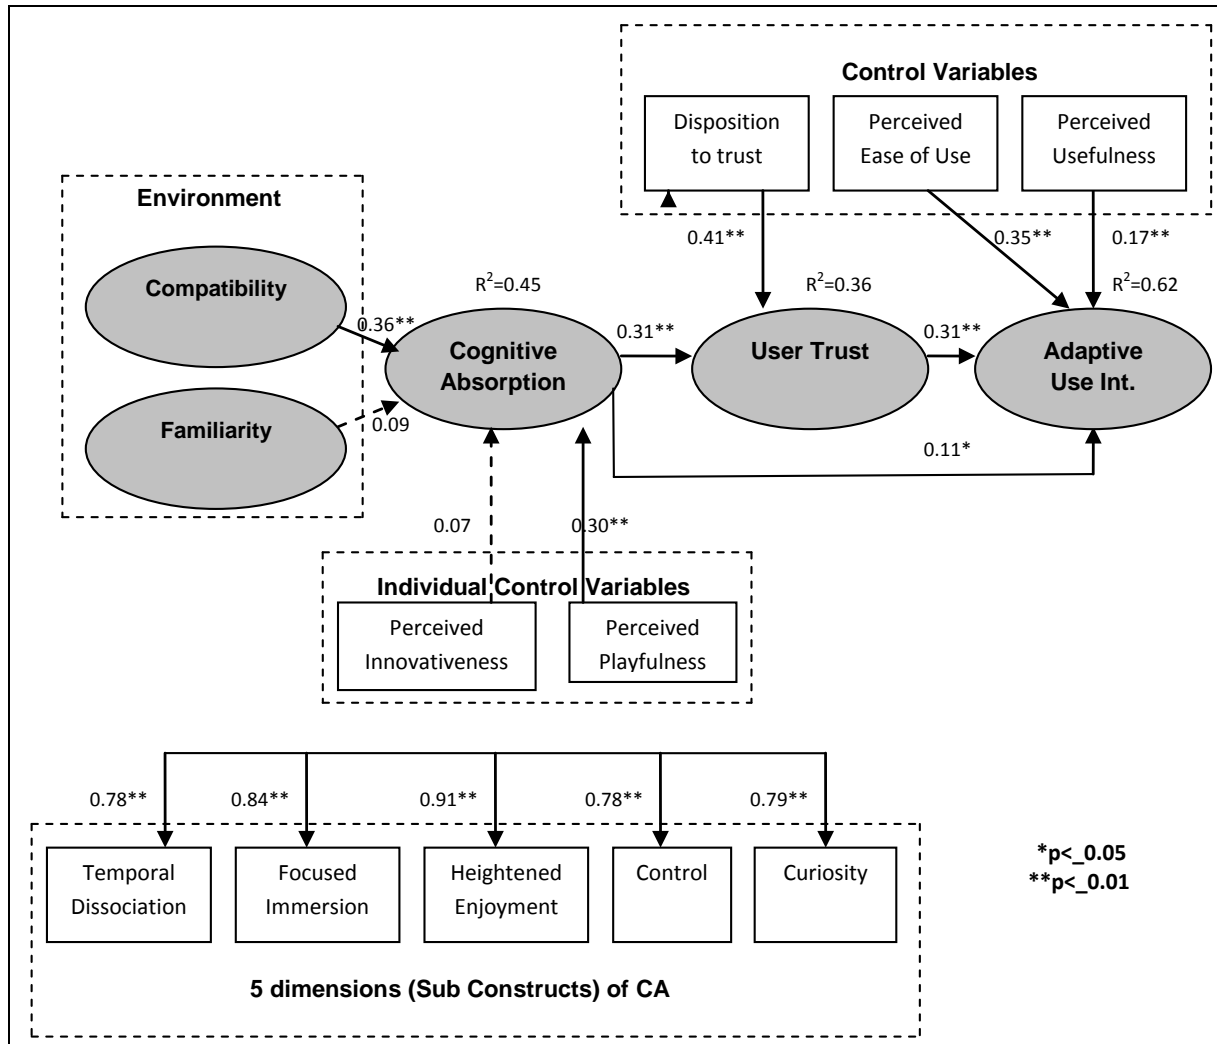 Control Variables
Disposition
to trust
Perceived
Ease of Use
Perceived
Usefulness
Environment
0.41**
0.35**
0.17**
Compatibility
R²=0.45
R²=0.36
R²=0.62
0.36**
Cognitive
Absorption
0.31**
User Trust
0.31**
Adaptive
Use Int.
Familiarity
0.09
0.11*
0.07
0.30**
Individual Control Variables
Perceived
Innovativeness
Perceived
Playfulness
0.78**
0.84**
0.91**
0.78**
0.79**
Temporal
Dissociation
Focused
Immersion
Heightened
Enjoyment
Control
Curiosity
*p<_0.05
**p<_0.01
5 dimensions (Sub Constructs) of CA